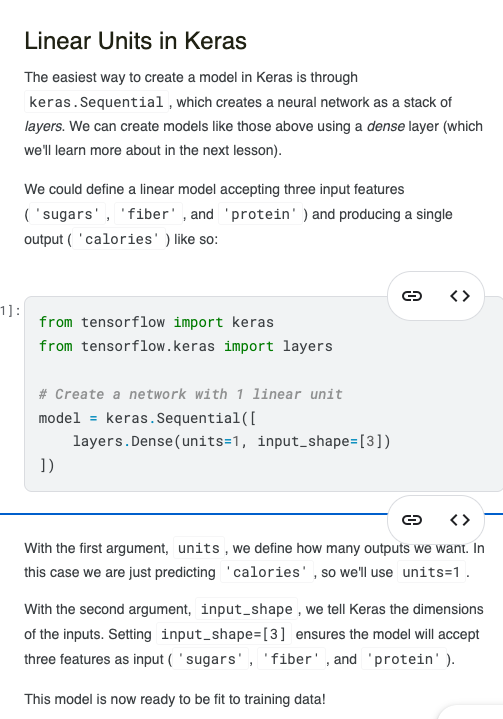 Linear Units in Keras
The easiest way to create a model in Keras is through
keras.Sequential , which creates a neural network as a stack of
layers. We can create models like those above using a dense layer (which
we'll learn more about in the next lesson).
We could define a linear model accepting three input features
( 'sugars' , 'fiber' , and 'protein' ) and producing a single
output ( 'calories' ) like so:
1]:
from tensorflow import keras
from tensorflow.keras import layers
# Create a network with 1 linear unit
model = keras.Sequential([
    layers.Dense(units=1, input_shape=[3])
])
With the first argument, units , we define how many outputs we want. In
this case we are just predicting 'calories' , so we'll use units=1 .
With the second argument, input_shape , we tell Keras the dimensions
of the inputs. Setting input_shape=[3] ensures the model will accept
three features as input ( 'sugars' , 'fiber' , and 'protein' ).
This model is now ready to be fit to training data!